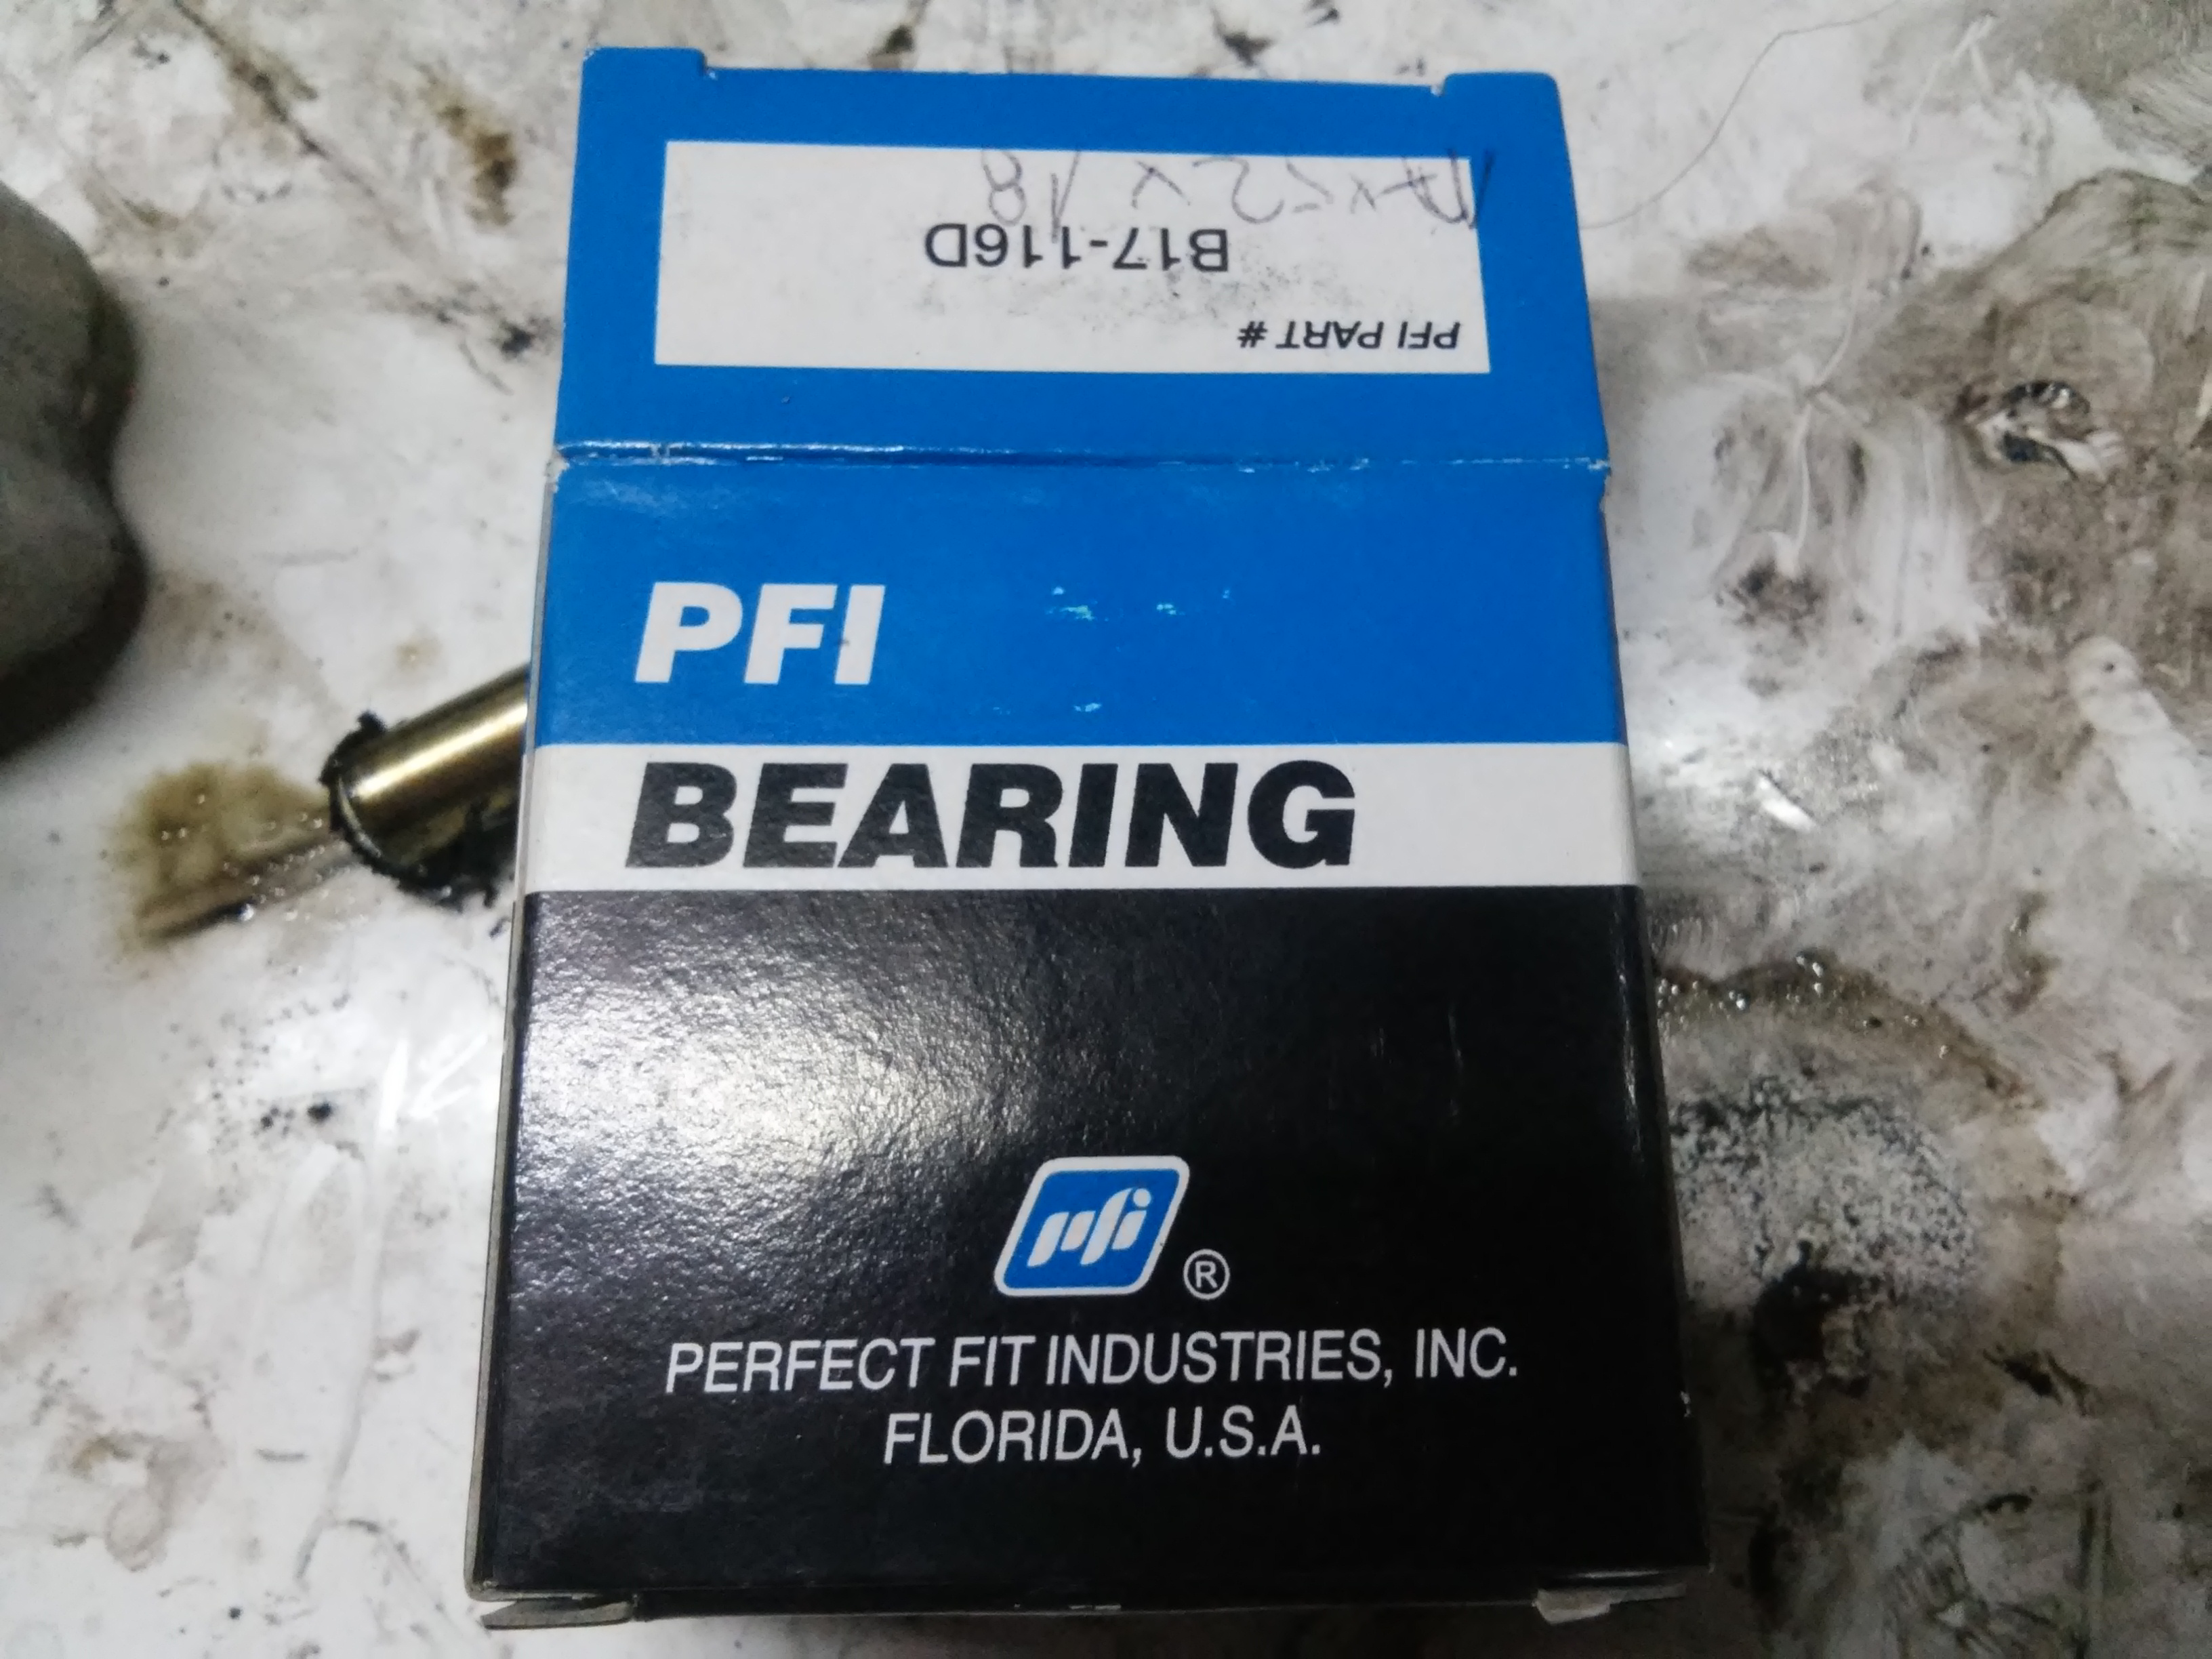 PFI PART #
B17-116D
17x52x18
PFI
BEARING
pfi ®
PERFECT FIT INDUSTRIES, INC.
FLORIDA, U.S.A.